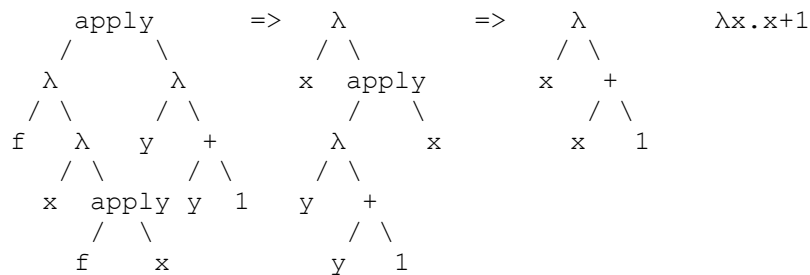 apply => λ => λ λx.x+1
/ \ / \ / \
λ λ x apply x +
/ \ / \ / \ / \
f λ y + λ x x 1
/ \ / \ / \
x apply y 1 y +
/ \ / \
f x y 1